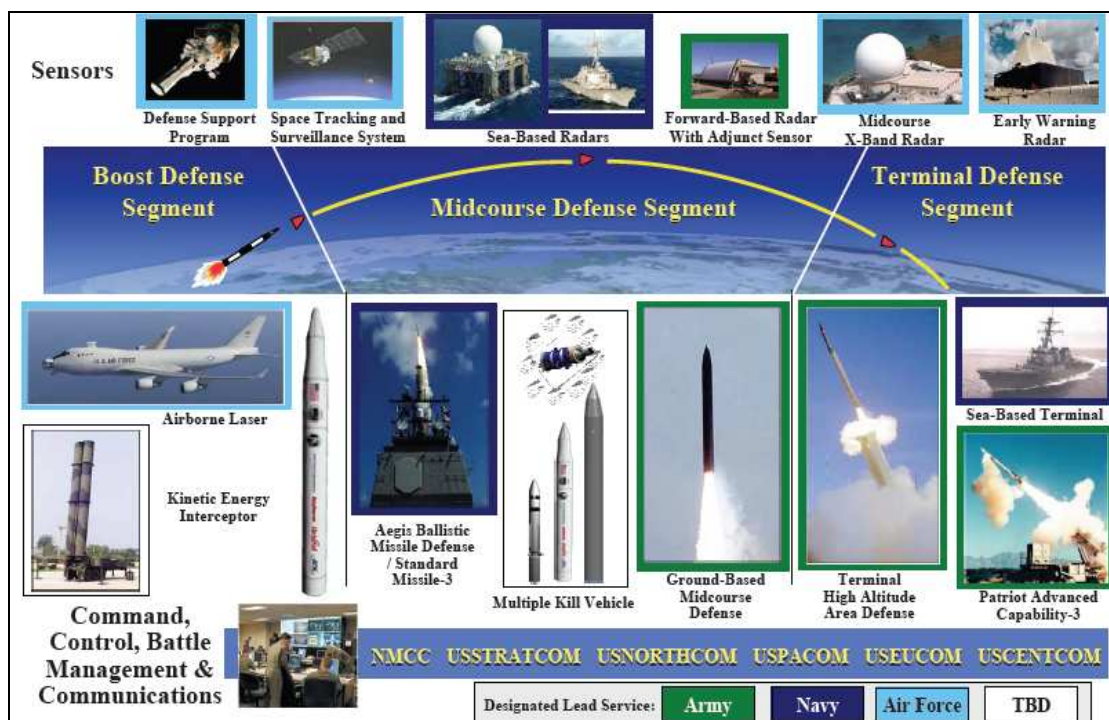 Sensors
Defense Support
Program
Space Tracking and
Surveillance System
Sea-Based Radars
Forward-Based Radar
With Adjunct Sensor
Midcourse
X-Band Radar
Early Warning
Radar
Boost Defense
Segment
Midcourse Defense Segment
Terminal Defense
Segment
U.S. AIR FORCE
Airborne Laser
Kinetic Energy
Interceptor
Aegis Ballistic
Missile Defense
/ Standard
Missile-3
Multiple Kill Vehicle
Ground-Based
Midcourse
Defense
Terminal
High Altitude
Area Defense
Sea-Based Terminal
Patriot Advanced
Capability-3
Command,
Control, Battle
Management &
Communications
NMCC USSTRATCOM USNORTHCOM USPACOM USEUCOM USCENTCOM
Designated Lead Service: Army Navy Air Force TBD